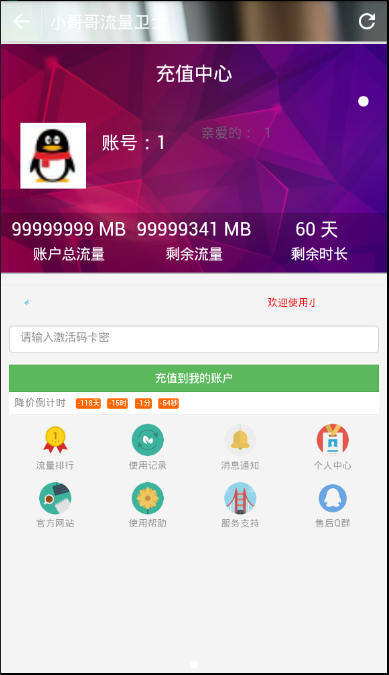 小哥哥流量卫士
充值中心
账号：1
亲爱的： 1
99999999 MB 99999341 MB 60 天
账户总流量 剩余流量 剩余时长
欢迎使用小
请输入激活码卡密
充值到我的账户
降价倒计时 -118天 -15时 -1分 -54秒
流量排行 使用记录 消息通知 个人中心
官方网站 使用帮助 服务支持 售后Q群